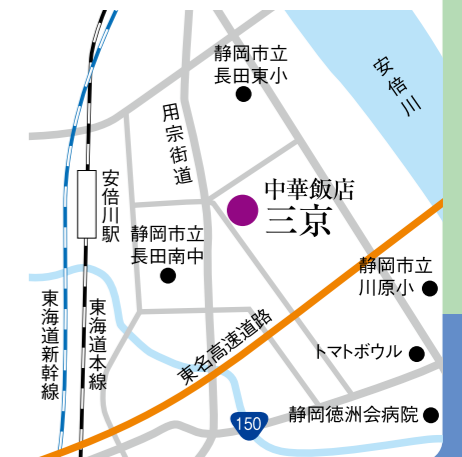 静岡市立
長田東小
安倍川
用宗街道
中華飯店
三京
安倍川駅
静岡市立
長田南中
静岡市立
川原小
東海道新幹線
東海道本線
東名高速道路
トマトボウル
150
静岡徳洲会病院